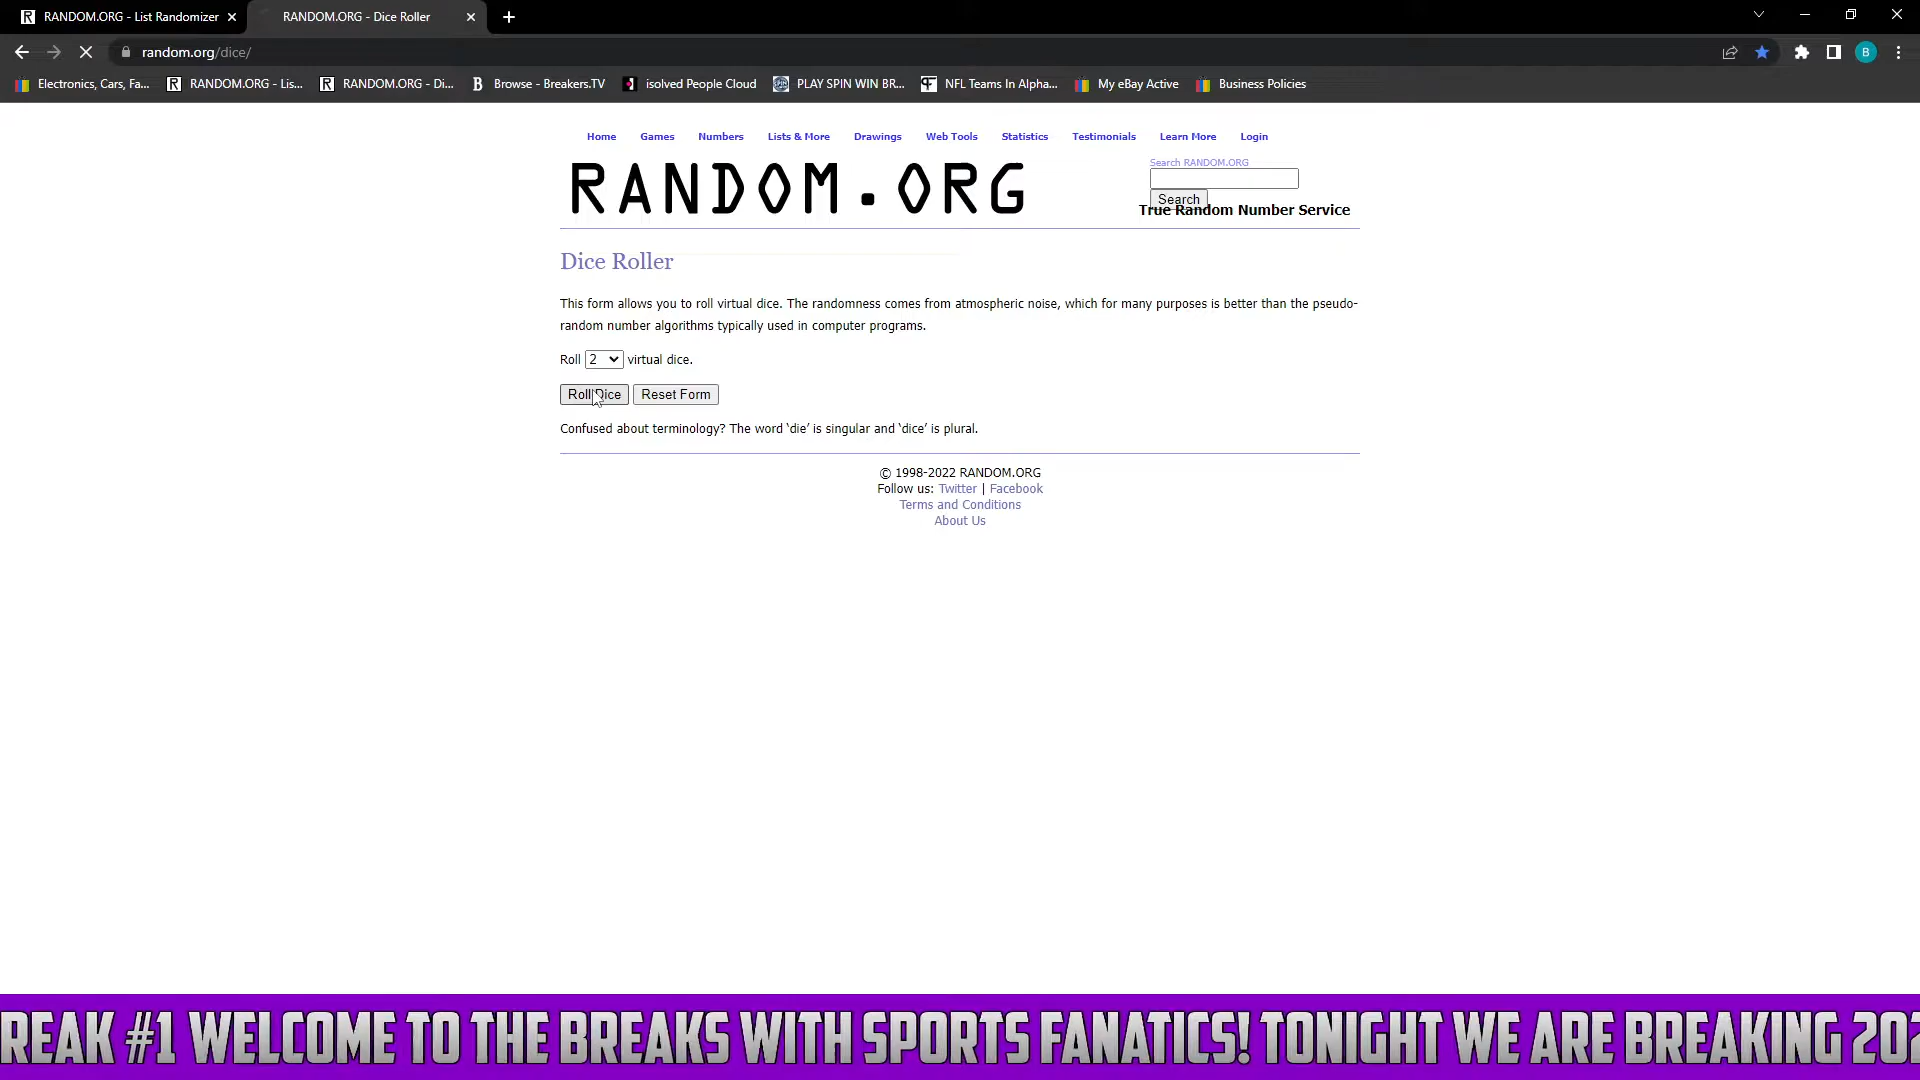 RANDOM.ORG - List Randomizer
RANDOM.ORG - Dice Roller
random.org/dice/
B
Electronics, Cars, Fa...
RANDOM.ORG - Lis...
RANDOM.ORG - Di...
Browse - Breakers.TV
isolved People Cloud
PLAY SPIN WIN BR...
NFL Teams In Alpha...
My eBay Active
Business Policies
Home Games Numbers Lists & More Drawings Web Tools Statistics Testimonials Learn More Login
RANDOM.ORG
Search RANDOM.ORG
Search
True Random Number Service
Dice Roller
This form allows you to roll virtual dice. The randomness comes from atmospheric noise, which for many purposes is better than the pseudo-
random number algorithms typically used in computer programs.
Roll 2 virtual dice.
Roll Dice Reset Form
Confused about terminology? The word ‘die’ is singular and ‘dice’ is plural.
© 1998-2022 RANDOM.ORG
Follow us: Twitter | Facebook
Terms and Conditions
About Us
REAK #1 WELCOME TO THE BREAKS WITH SPORTS FANATICS! TONIGHT WE ARE BREAKING 202